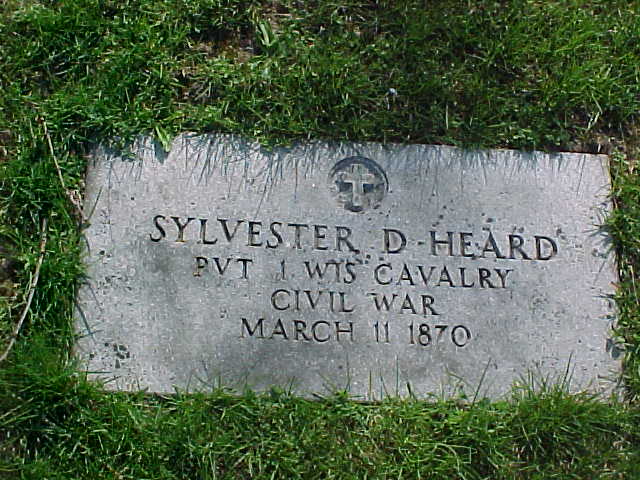 SYLVESTER D HEARD
PVT 1 WIS CAVALRY
CIVIL WAR
MARCH 11 1870